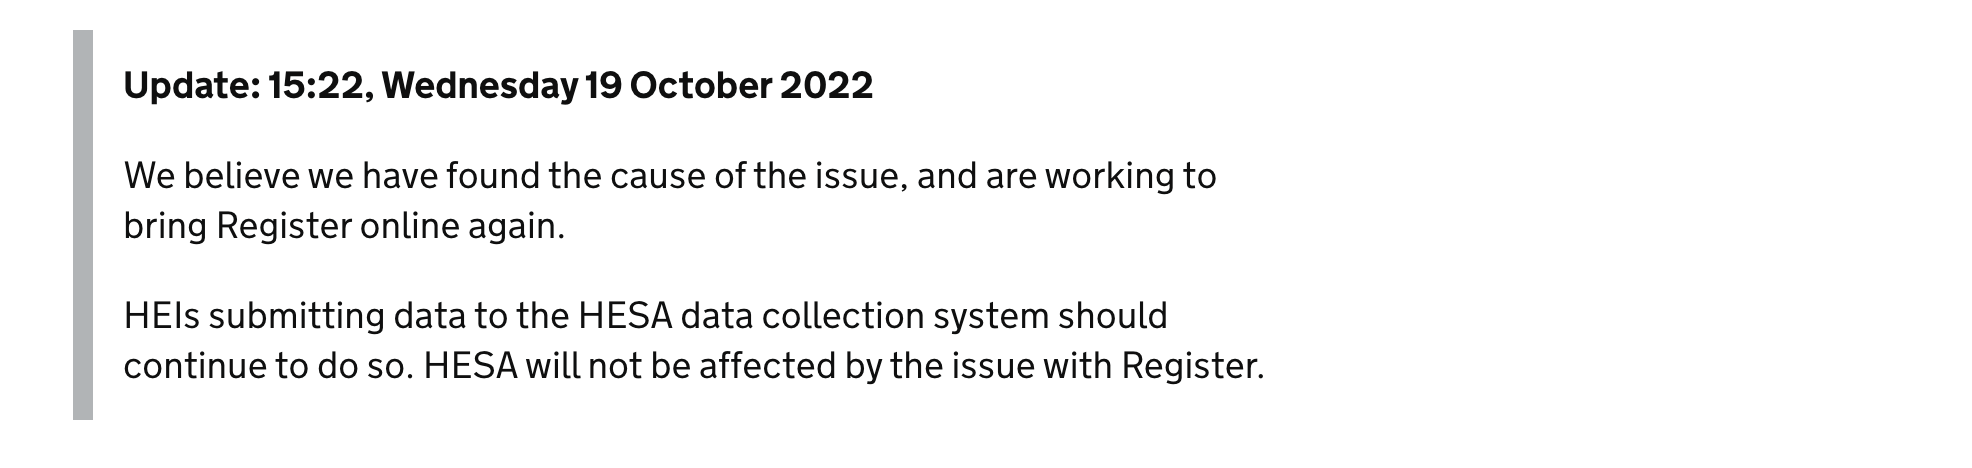 Update: 15:22, Wednesday 19 October 2022
We believe we have found the cause of the issue, and are working to
bring Register online again.
HEIs submitting data to the HESA data collection system should
continue to do so. HESA will not be affected by the issue with Register.